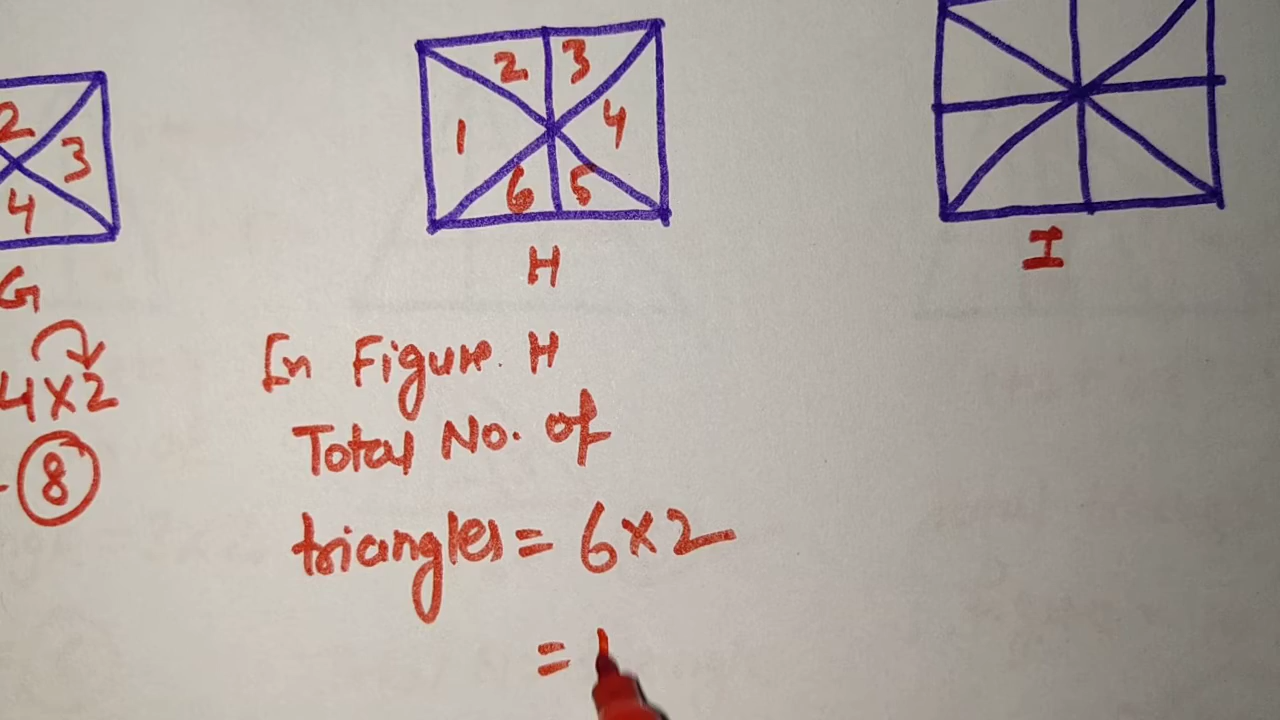 2 3
2 3 4
1
4 6 5
G H I
In Figure. H
4x2
Total No. of
8
triangles = 6x2
=